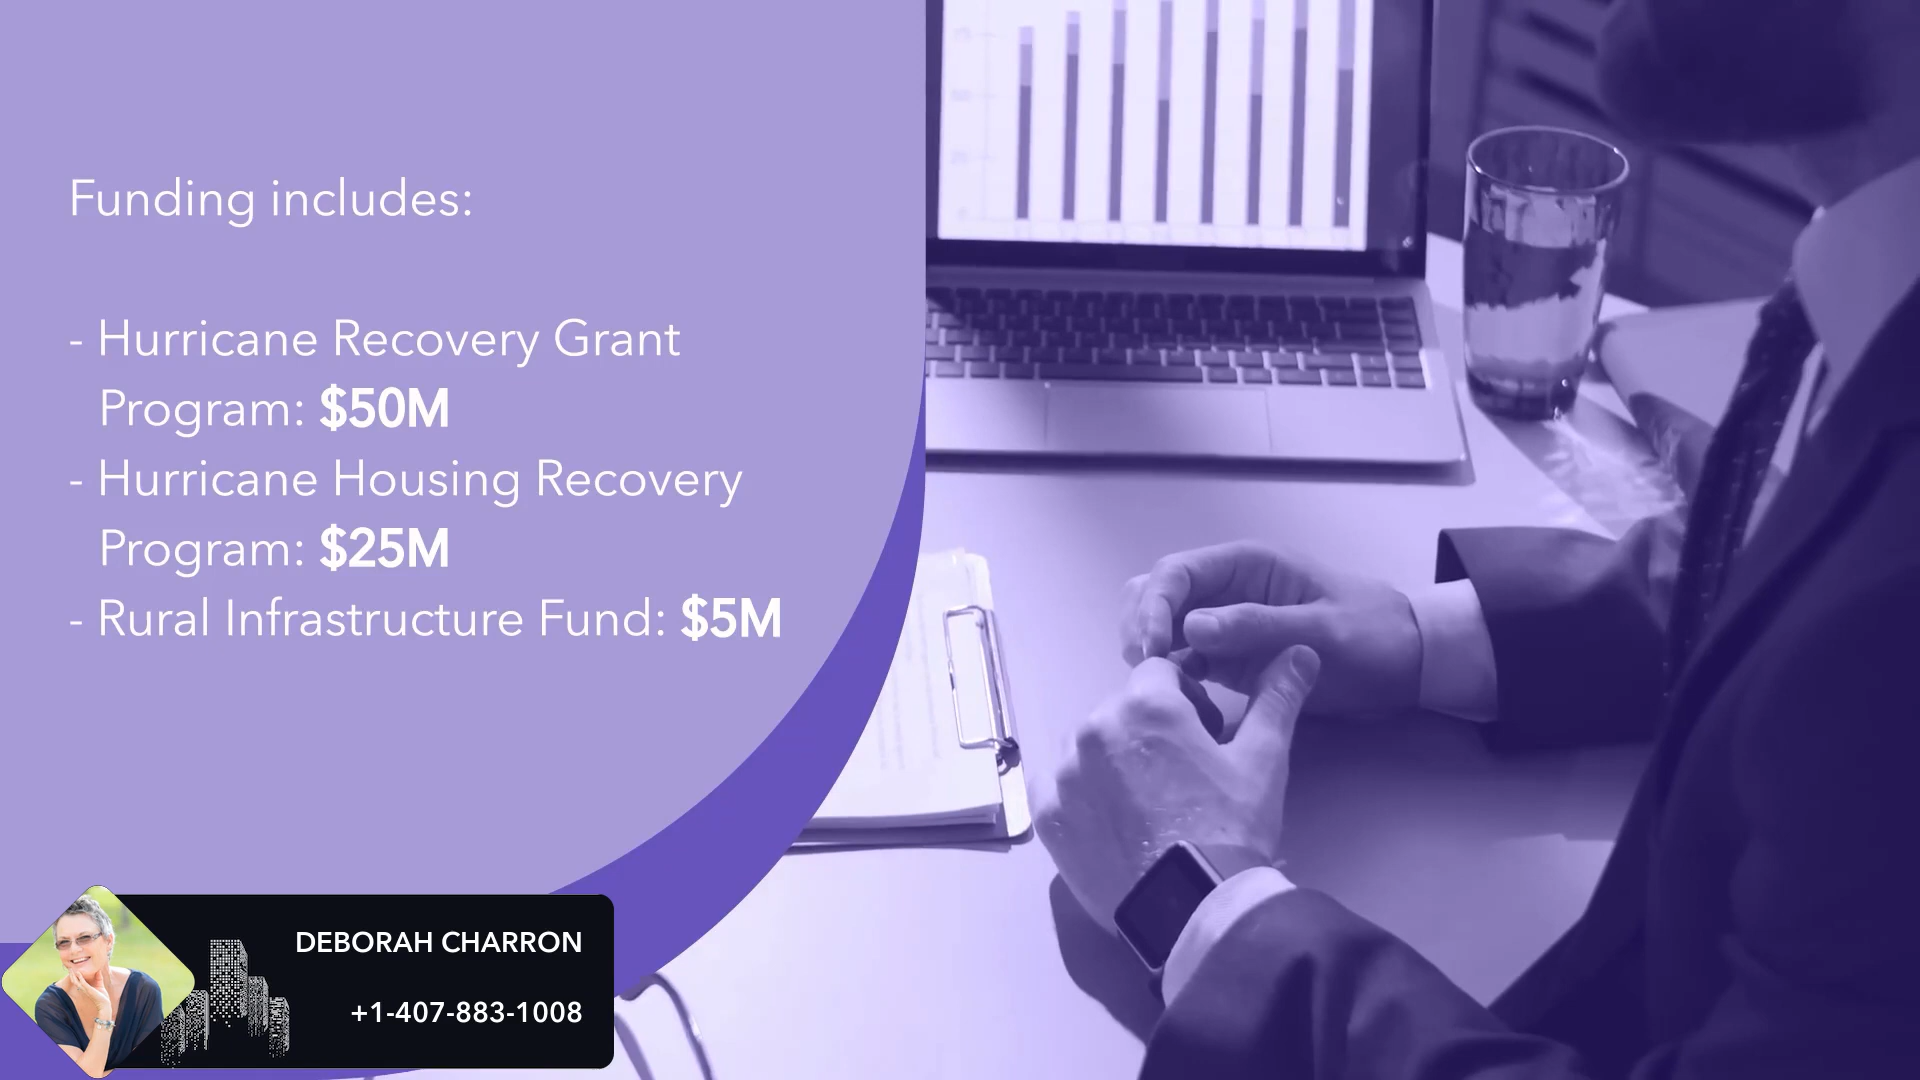 Funding includes:
- Hurricane Recovery Grant
Program: $50M
- Hurricane Housing Recovery
Program: $25M
- Rural Infrastructure Fund: $5M
DEBORAH CHARRON
+1-407-883-1008